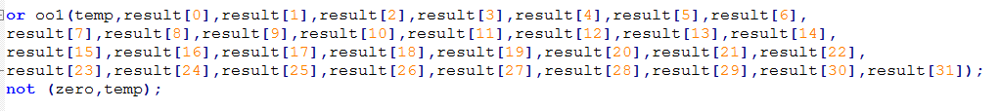 or oo1(temp,result[0],result[1],result[2],result[3],result[4],result[5],result[6],
result[7],result[8],result[9],result[10],result[11],result[12],result[13],result[14],
result[15],result[16],result[17],result[18],result[19],result[20],result[21],result[22],
result[23],result[24],result[25],result[26],result[27],result[28],result[29],result[30],result[31]);
not (zero,temp);